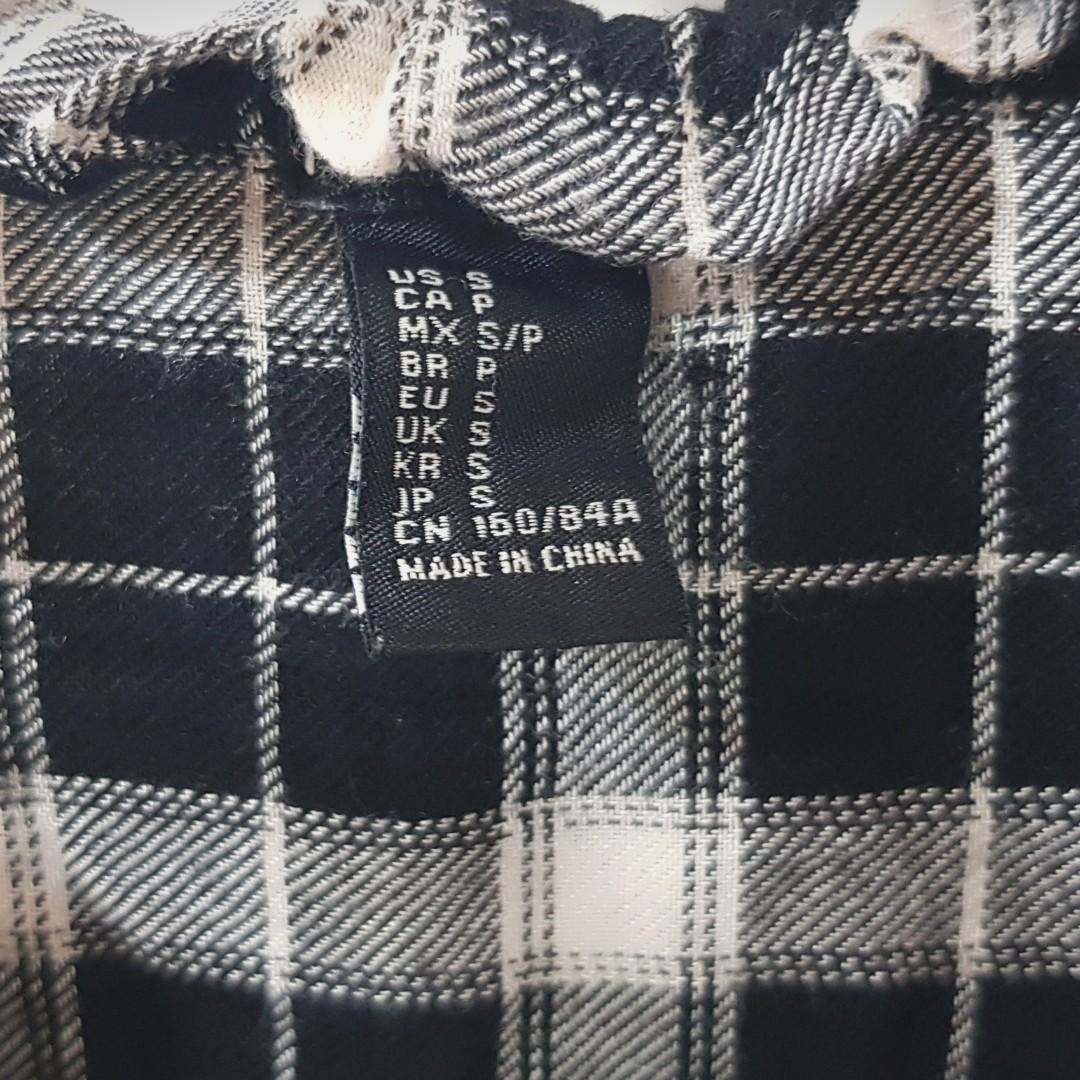 US S
CA P
MX S/P
BR P
EU S
UK S
KR S
JP S
CN 160/84A
MADE IN CHINA